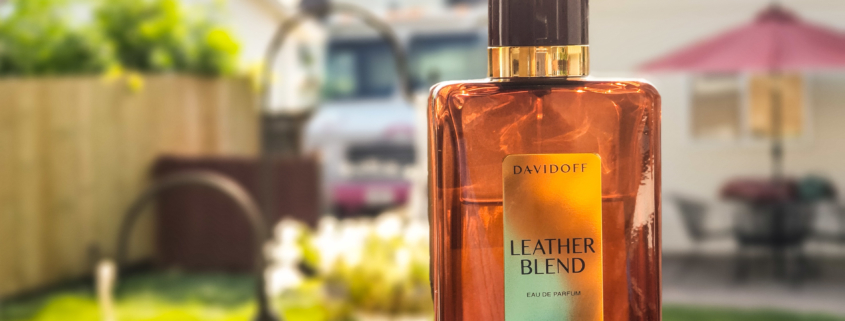 DAVIDOFF
LEATHER
BLEND
EAU DE PARFUM